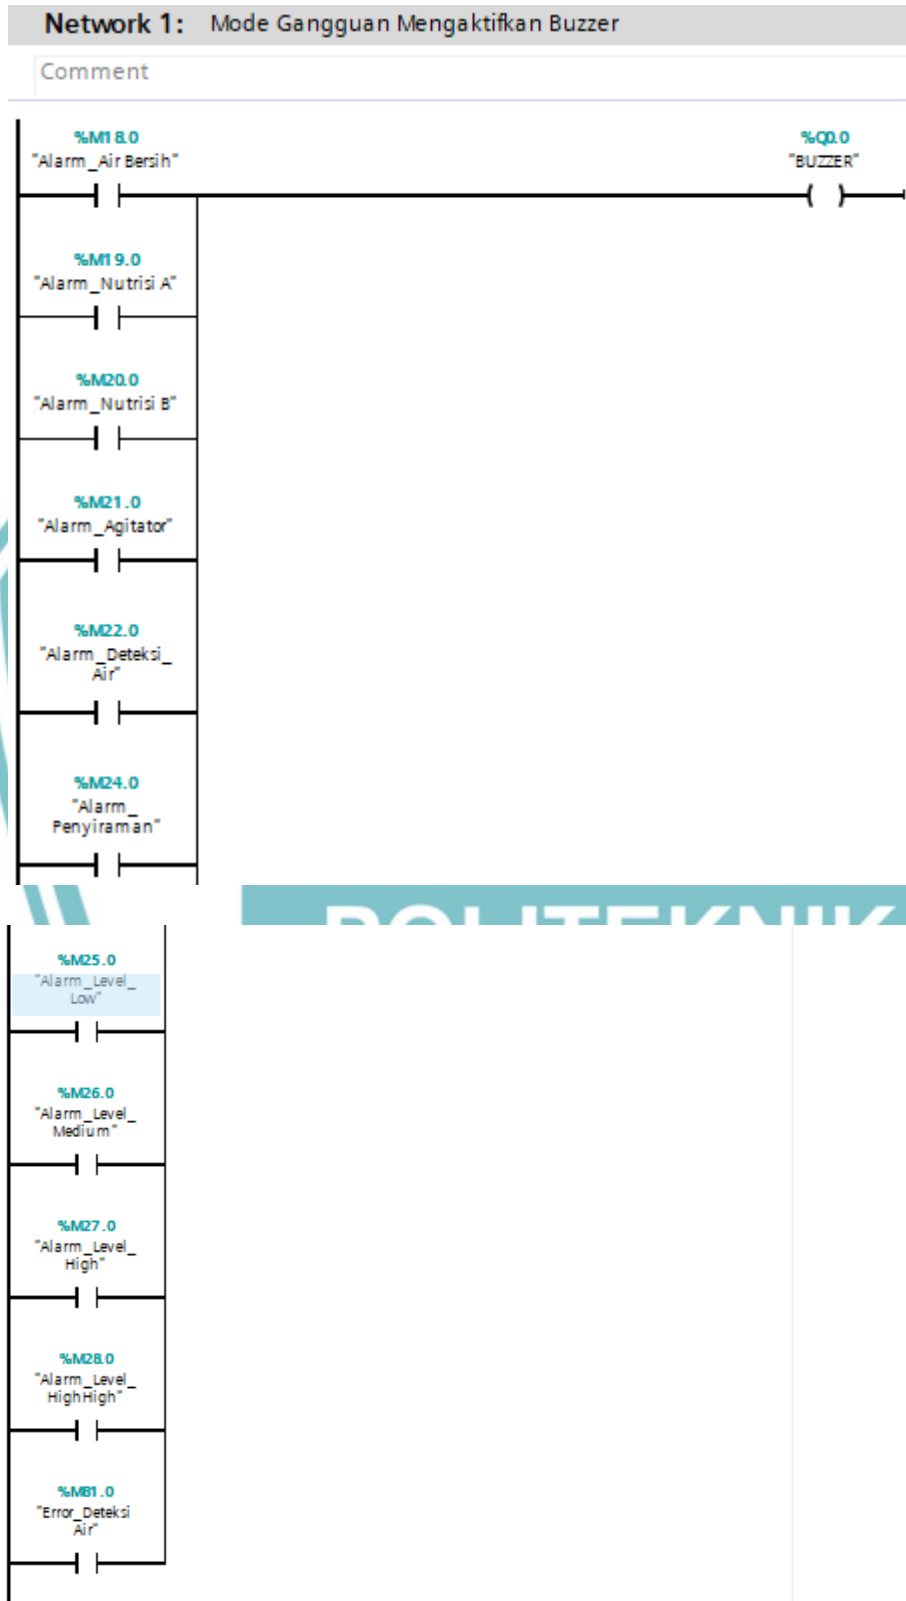 Network 1: Mode Gangguan Mengaktifkan Buzzer
Comment
%M18.0
"Alarm_Air Bersih"
%Q0.0
"BUZZER"
%M19.0
"Alarm_Nutrisi A"
%M20.0
"Alarm_Nutrisi B"
%M21.0
"Alarm_Agitator"
%M22.0
"Alarm_Deteksi_
Air"
%M24.0
"Alarm_
Penyiraman"
POLITEKNIK
%M25.0
"Alarm_Level_
Low"
%M26.0
"Alarm_Level_
Medium"
%M27.0
"Alarm_Level_
High"
%M28.0
"Alarm_Level_
HighHigh"
"Error_Deteksi
Air"